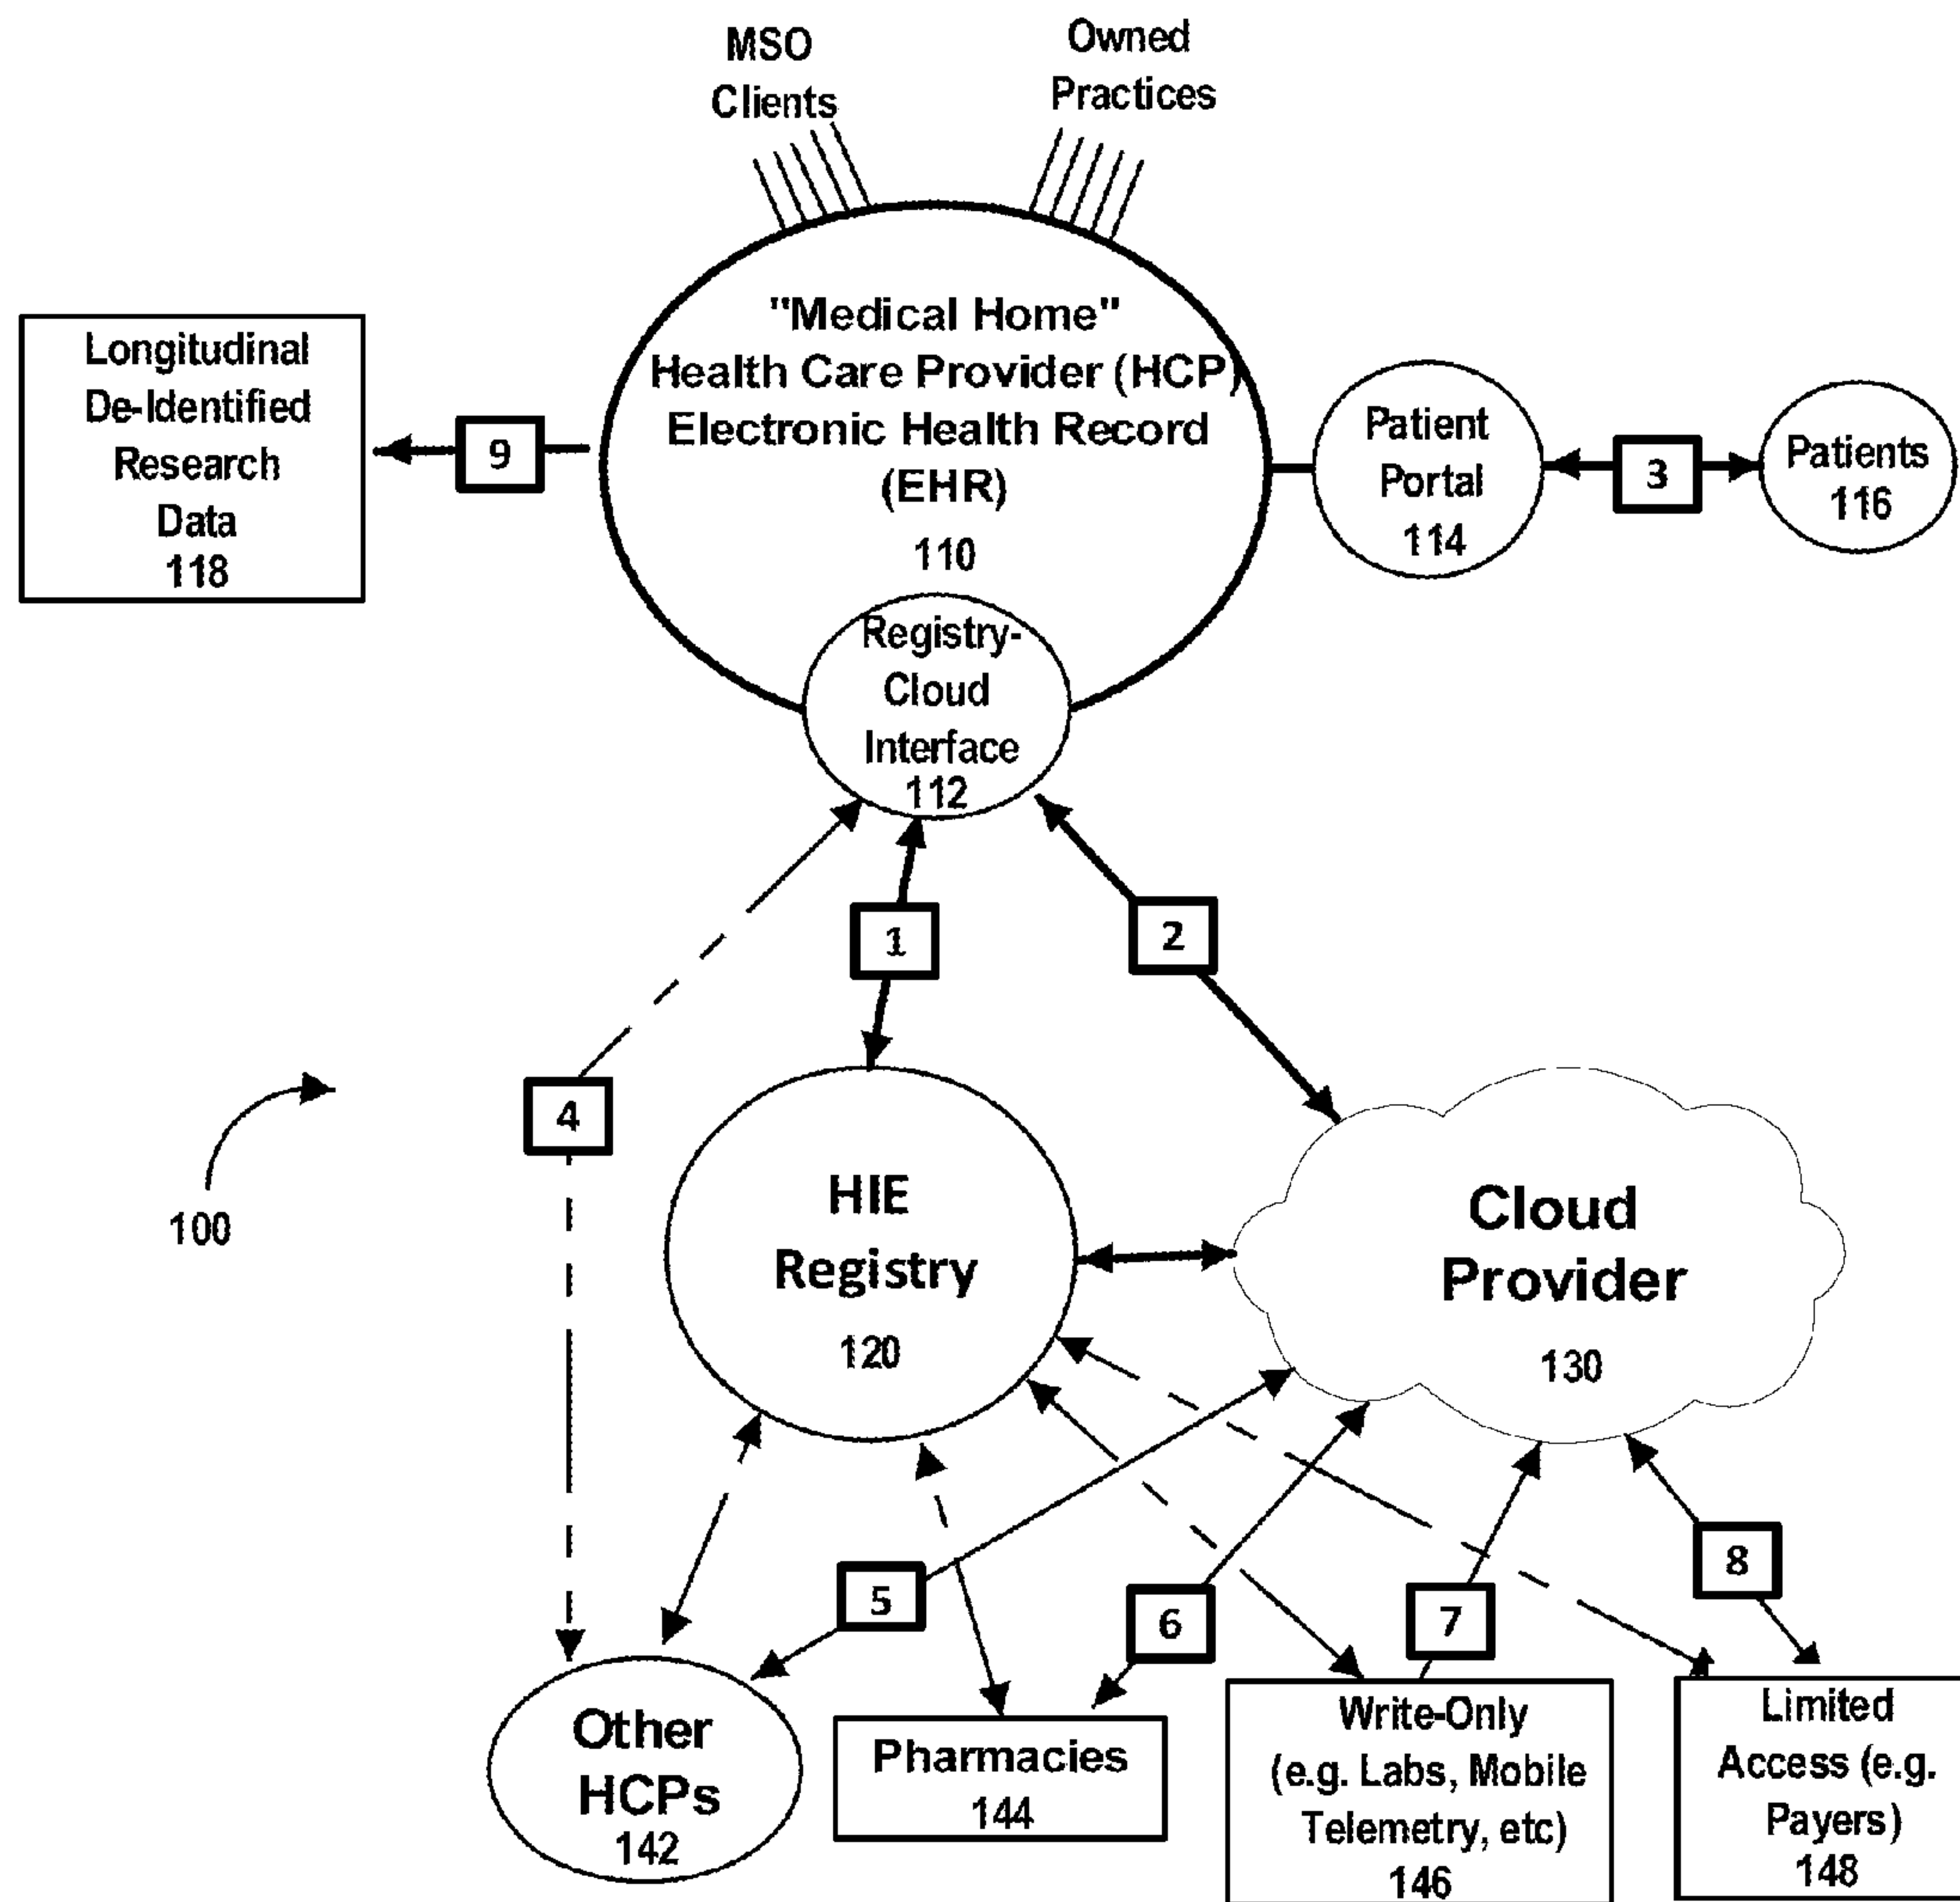 MSO
Clients
Owned
Practices
"Medical Home"
Health Care Provider (HCP)
Electronic Health Record
(EHR)
110
Longitudinal
De-Identified
Research
Data
118
9
Patient
Portal
114
3
Patients
116
Registry-
Cloud
Interface
112
1
2
4
100
HIE
Registry
120
Cloud
Provider
130
5
6
7
8
Other
HCPs
142
Pharmacies
144
Write-Only
(e.g. Labs, Mobile
Telemetry, etc)
146
Limited
Access (e.g.
Payers)
148